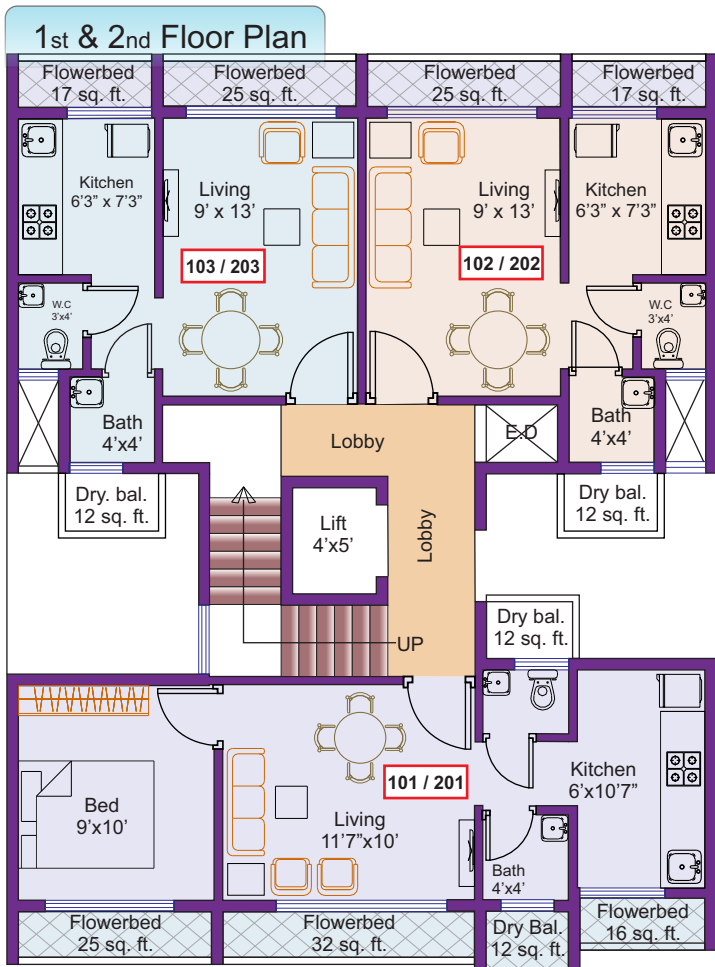 1st & 2nd Floor Plan
Flowerbed
17 sq. ft.
Flowerbed
25 sq. ft.
Flowerbed
25 sq. ft.
Flowerbed
17 sq. ft.
Kitchen
6'3" x 7'3"
Living
9' x 13'
Living
9' x 13'
Kitchen
6'3" x 7'3"
103 / 203
102 / 202
W.C
3'x4'
W.C
3'x4'
Bath
4'x4'
Lobby
E.D
Bath
4'x4'
Dry. bal.
12 sq. ft.
Lift
4'x5'
Lobby
Dry bal.
12 sq. ft.
UP
Dry bal.
12 sq. ft.
Bed
9'x10'
101 / 201
Living
11'7"x10'
Kitchen
6'x10'7"
Bath
4'x4'
Flowerbed
25 sq. ft.
Flowerbed
32 sq. ft.
Dry Bal.
12 sq. ft.
Flowerbed
16 sq. ft.